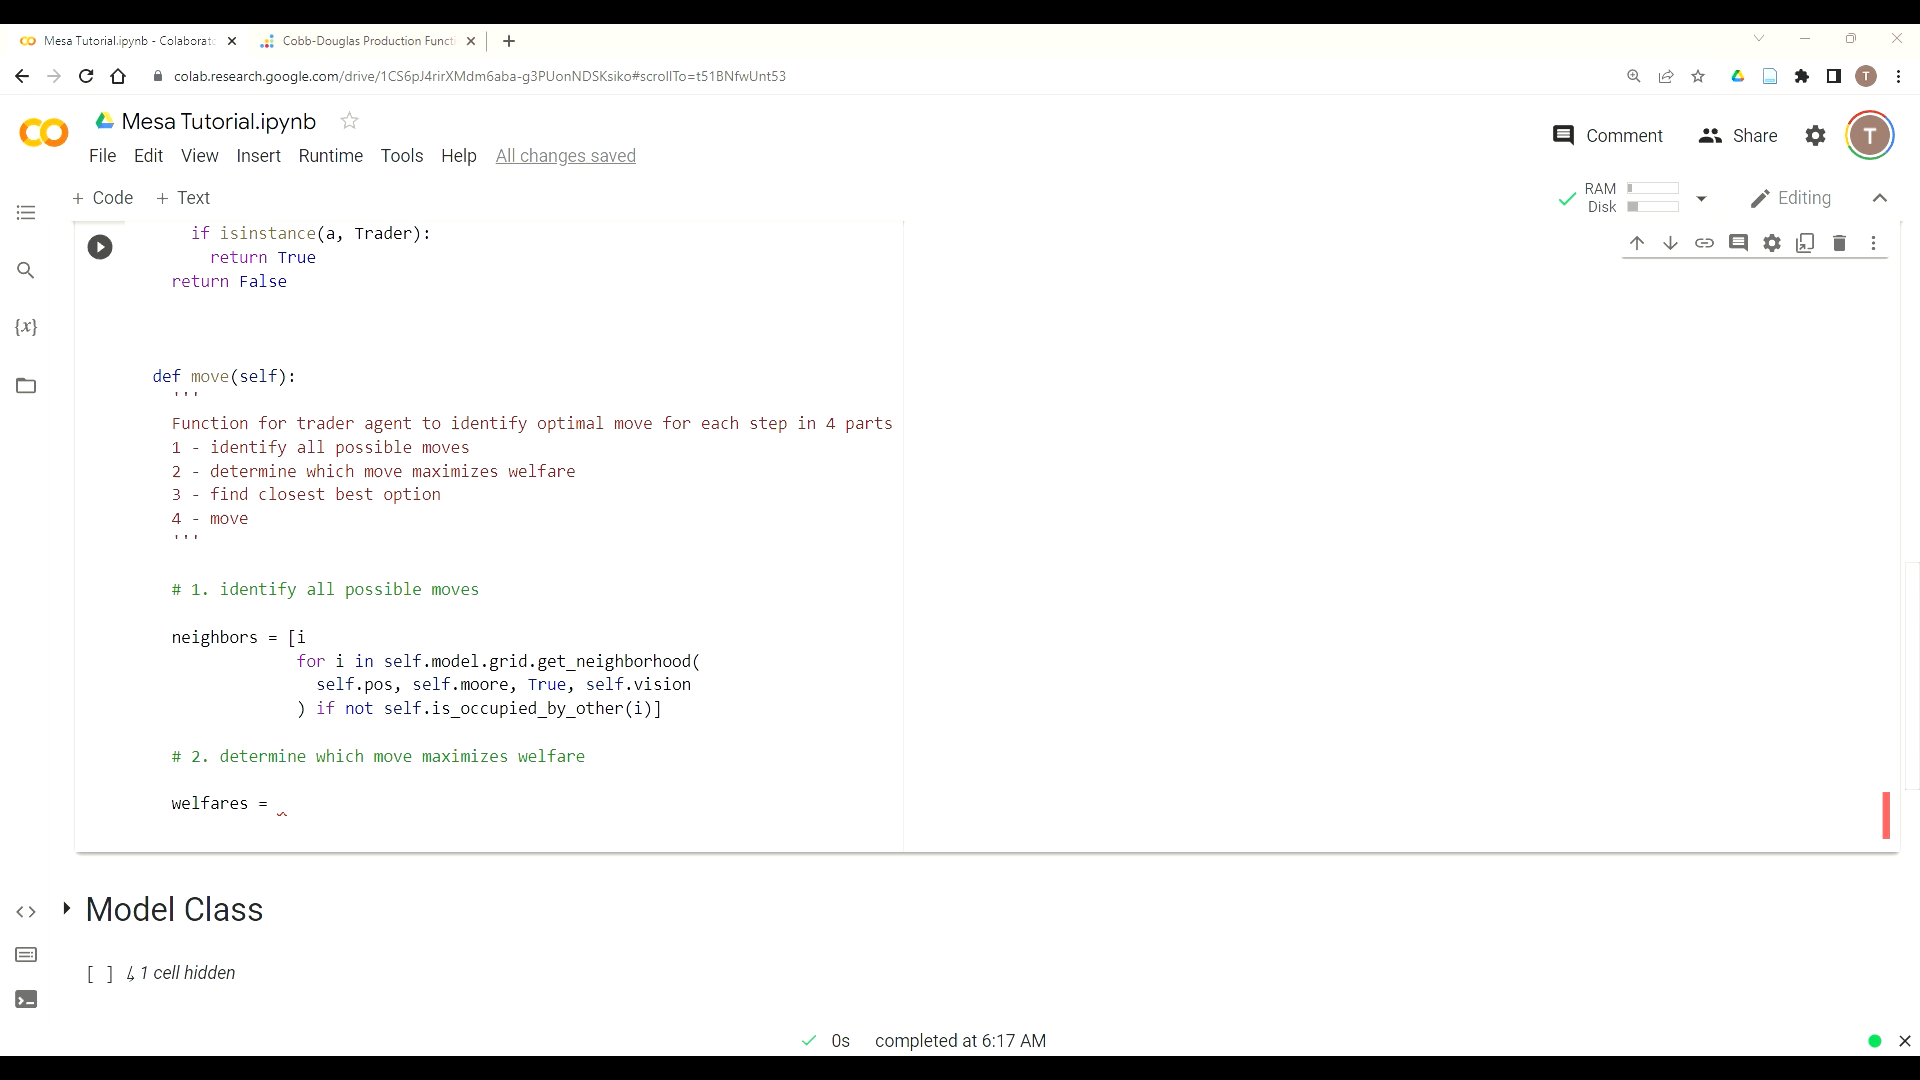 Mesa Tutorial.ipynb - Colaborat
Cobb-Douglas Production Functi
colab.research.google.com/drive/1CS6pJ4rirXMdm6aba-g3PUonNDSKsiko#scrollTo=t51BNfwUnt53
T
Mesa Tutorial.ipynb
Comment
Share
T
File Edit View Insert Runtime Tools Help All changes saved
+ Code + Text
RAM
Disk
Editing
{x}
if isinstance(a, Trader):
return True
return False
def move(self):
'''
Function for trader agent to identify optimal move for each step in 4 parts
1 - identify all possible moves
2 - determine which move maximizes welfare
3 - find closest best option
4 - move
'''
# 1. identify all possible moves
neighbors = [i
for i in self.model.grid.get_neighborhood(
self.pos, self.moore, True, self.vision
) if not self.is_occupied_by_other(i)]
# 2. determine which move maximizes welfare
welfares =
Model Class
[ ] ↳ 1 cell hidden
0s completed at 6:17 AM